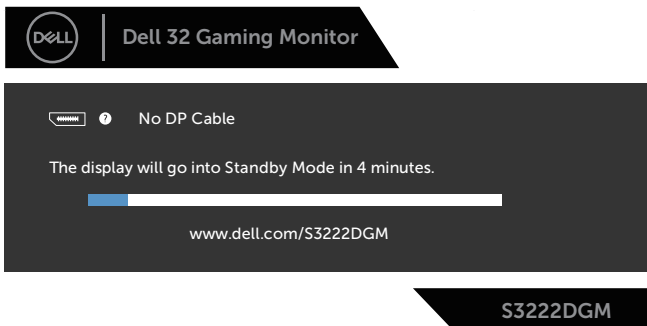 DELL
Dell 32 Gaming Monitor
? No DP Cable
The display will go into Standby Mode in 4 minutes.
www.dell.com/S3222DGM
S3222DGM